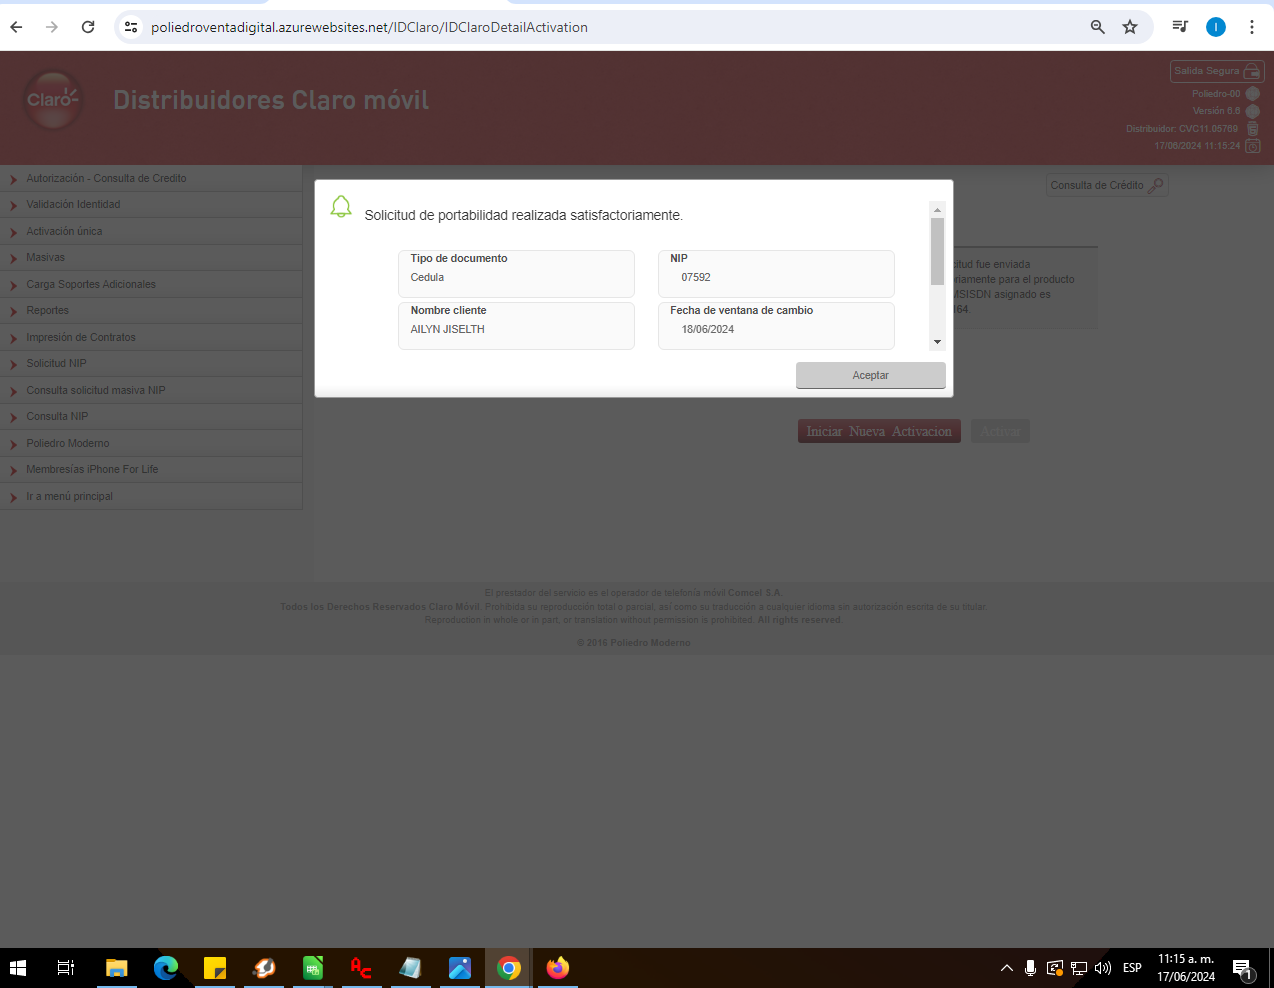 poliedroventadigital.azurewebsites.net/IDClaro/IDClaroDetailActivation
I
Claro
Distribuidores Claro móvil
Salida Segura
Poliedro-00
Versión 6.6
Distribuidor: CVC11.05769
17/06/2024 11:15:24
Autorización - Consulta de Credito
Validación Identidad
Activación única
Masivas
Carga Soportes Adicionales
Reportes
Impresión de Contratos
Solicitud NIP
Consulta solicitud masiva NIP
Consulta NIP
Poliedro Moderno
Membresías iPhone For Life
Ir a menú principal
Consulta de Crédito
Solicitud de portabilidad realizada satisfactoriamente.
Tipo de documento
Cedula
NIP
07592
Nombre cliente
AILYN JISELTH
Fecha de ventana de cambio
18/06/2024
Aceptar
citud fue enviada
riamente para el producto
MSISDN asignado es
164.
Iniciar Nueva Activacion
Activar
El prestador del servicio es el operador de telefonía móvil Comcel S.A.
Todos los Derechos Reservados Claro Móvil. Prohibida su reproducción total o parcial, así como su traducción a cualquier idioma sin autorización escrita de su titular.
Reproduction in whole or in part, or translation without permission is prohibited. All rights reserved.
© 2016 Poliedro Moderno
ESP
11:15 a. m.
17/06/2024
1